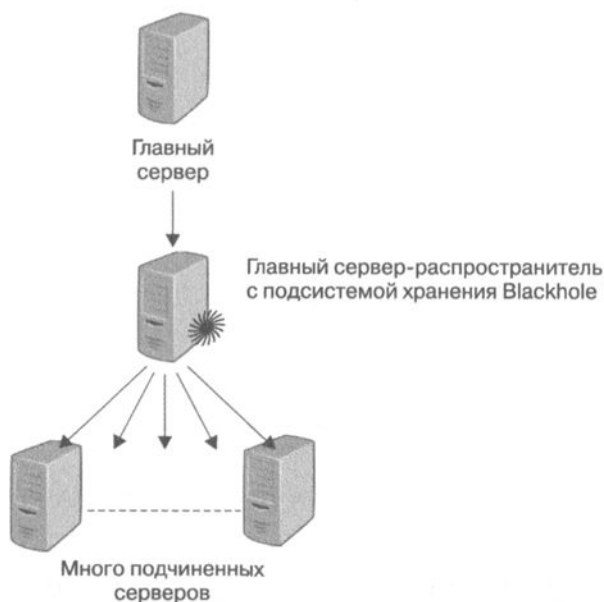 Главный
сервер
Главный сервер-распространитель
с подсистемой хранения Blackhole
Много подчиненных
серверов